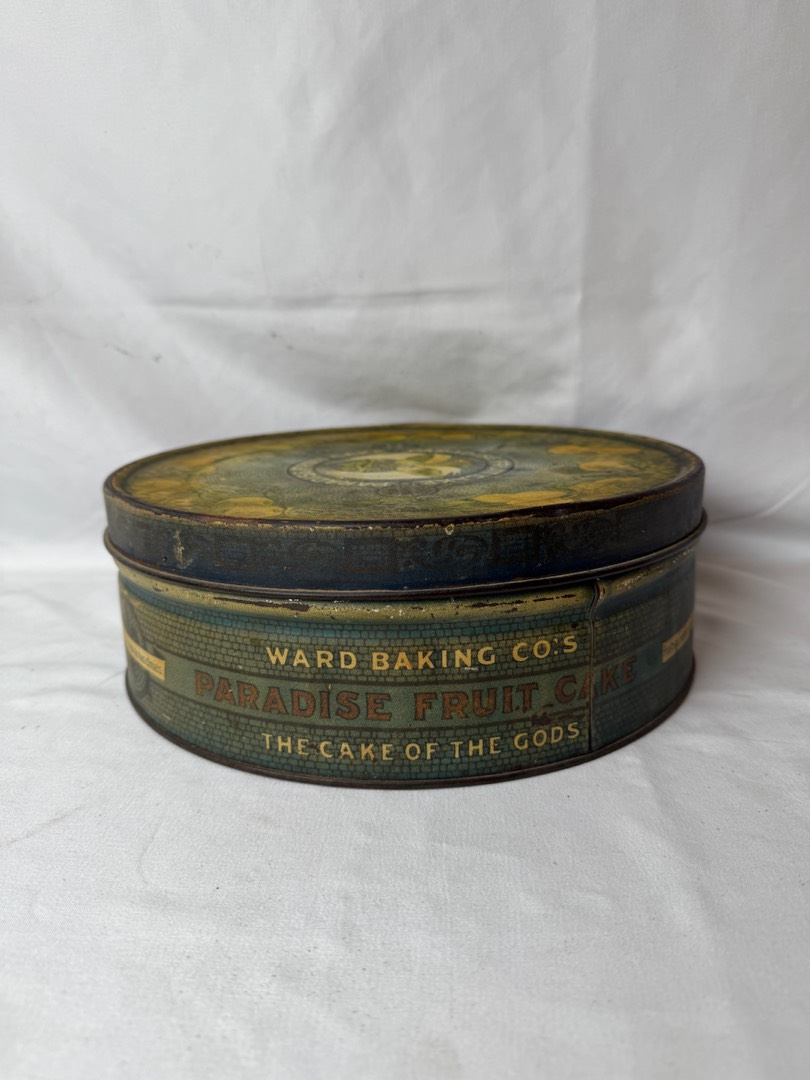 WARD BAKING CO.'S
PARADISE FRUIT CAKE
THE CAKE OF THE GODS